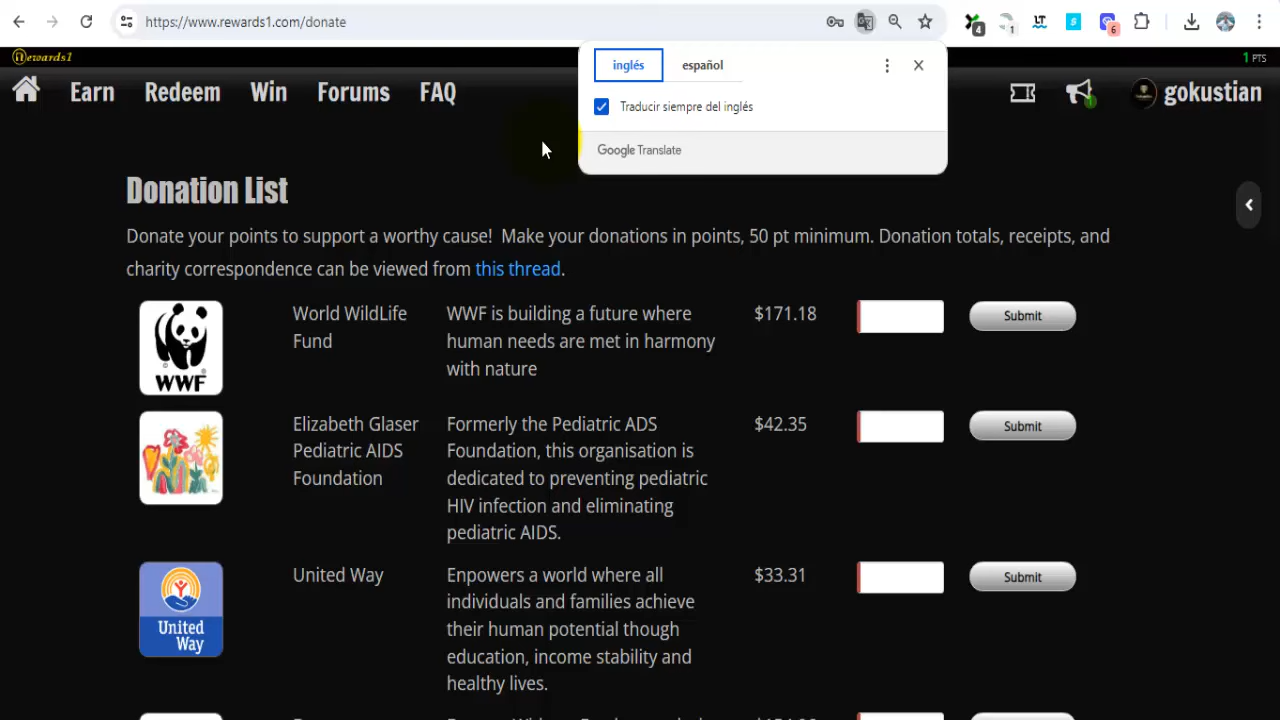 https://www.rewards1.com/donate
4
1
LT
6
Rewards1
1 PTS
inglés español
Traducir siempre del inglés
Google Translate
Earn Redeem Win Forums FAQ
1
gokustian
Donation List
Donate your points to support a worthy cause! Make your donations in points, 50 pt minimum. Donation totals, receipts, and
charity correspondence can be viewed from this thread.
WWF
World WildLife
Fund
WWF is building a future where
human needs are met in harmony
with nature
$171.18
Submit
Elizabeth Glaser
Pediatric AIDS
Foundation
Formerly the Pediatric ADS
Foundation, this organisation is
dedicated to preventing pediatric
HIV infection and eliminating
pediatric AIDS.
$42.35
Submit
United
Way
United Way
Enpowers a world where all
individuals and families achieve
their human potential though
education, income stability and
healthy lives.
$33.31
Submit